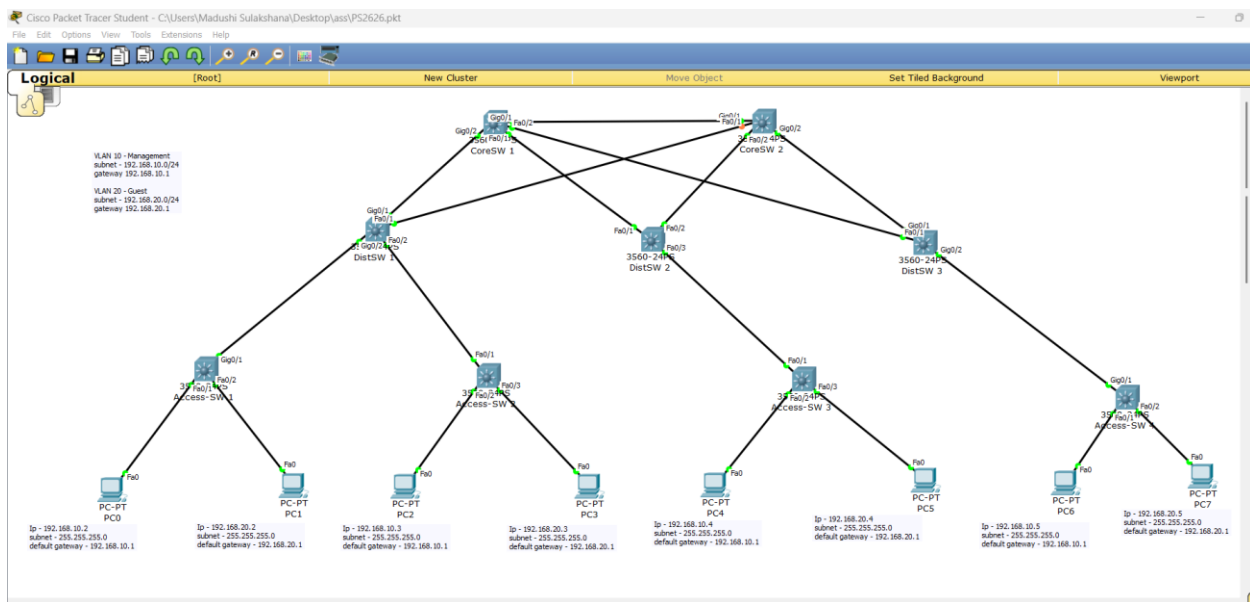 Cisco Packet Tracer Student - C:\Users\Madushi Sulakshana\Desktop\ass\PS2626.pkt
File Edit Options View Tools Extensions Help
Logical [Root] New Cluster Move Object Set Tiled Background Viewport
VLAN 10 - Management
subnet - 192.168.10.0/24
gateway 192.168.10.1
VLAN 20 - Guest
subnet - 192.168.20.0/24
gateway 192.168.20.1
Gig0/1
Fa0/2
Gig0/2
Fa0/1
CoreSW 1
Gig0/1
Fa0/1
Gig0/2
Fa0/2
CoreSW 2
Gig0/1
Fa0/1
Fa0/2
Gig0/2
DistSW 1
Fa0/1
Fa0/2
Fa0/3
3560-24PS
DistSW 2
Gig0/1
Fa0/1
Gig0/2
3560-24PS
DistSW 3
Gig0/1
Fa0/2
Fa0/1
Access-SW 1
Fa0/1
Fa0/3
Fa0/2
Access-SW 2
Fa0/1
Fa0/3
Fa0/2
Access-SW 3
Gig0/1
Fa0/2
Fa0/1
Access-SW 4
Fa0
PC-PT
PC0
Ip - 192.168.10.2
subnet - 255.255.255.0
default gateway - 192.168.10.1
Fa0
PC-PT
PC1
Ip - 192.168.20.2
subnet - 255.255.255.0
default gateway - 192.168.20.1
Fa0
PC-PT
PC2
Ip - 192.168.10.3
subnet - 255.255.255.0
default gateway - 192.168.10.1
Fa0
PC-PT
PC3
Ip - 192.168.20.3
subnet - 255.255.255.0
default gateway - 192.168.20.1
Fa0
PC-PT
PC4
Ip - 192.168.10.4
subnet - 255.255.255.0
default gateway - 192.168.10.1
Fa0
PC-PT
PC5
Ip - 192.168.20.4
subnet - 255.255.255.0
default gateway - 192.168.20.1
Fa0
PC-PT
PC6
Ip - 192.168.10.5
subnet - 255.255.255.0
default gateway - 192.168.10.1
Fa0
PC-PT
PC7
Ip - 192.168.20.5
subnet - 255.255.255.0
default gateway - 192.168.20.1